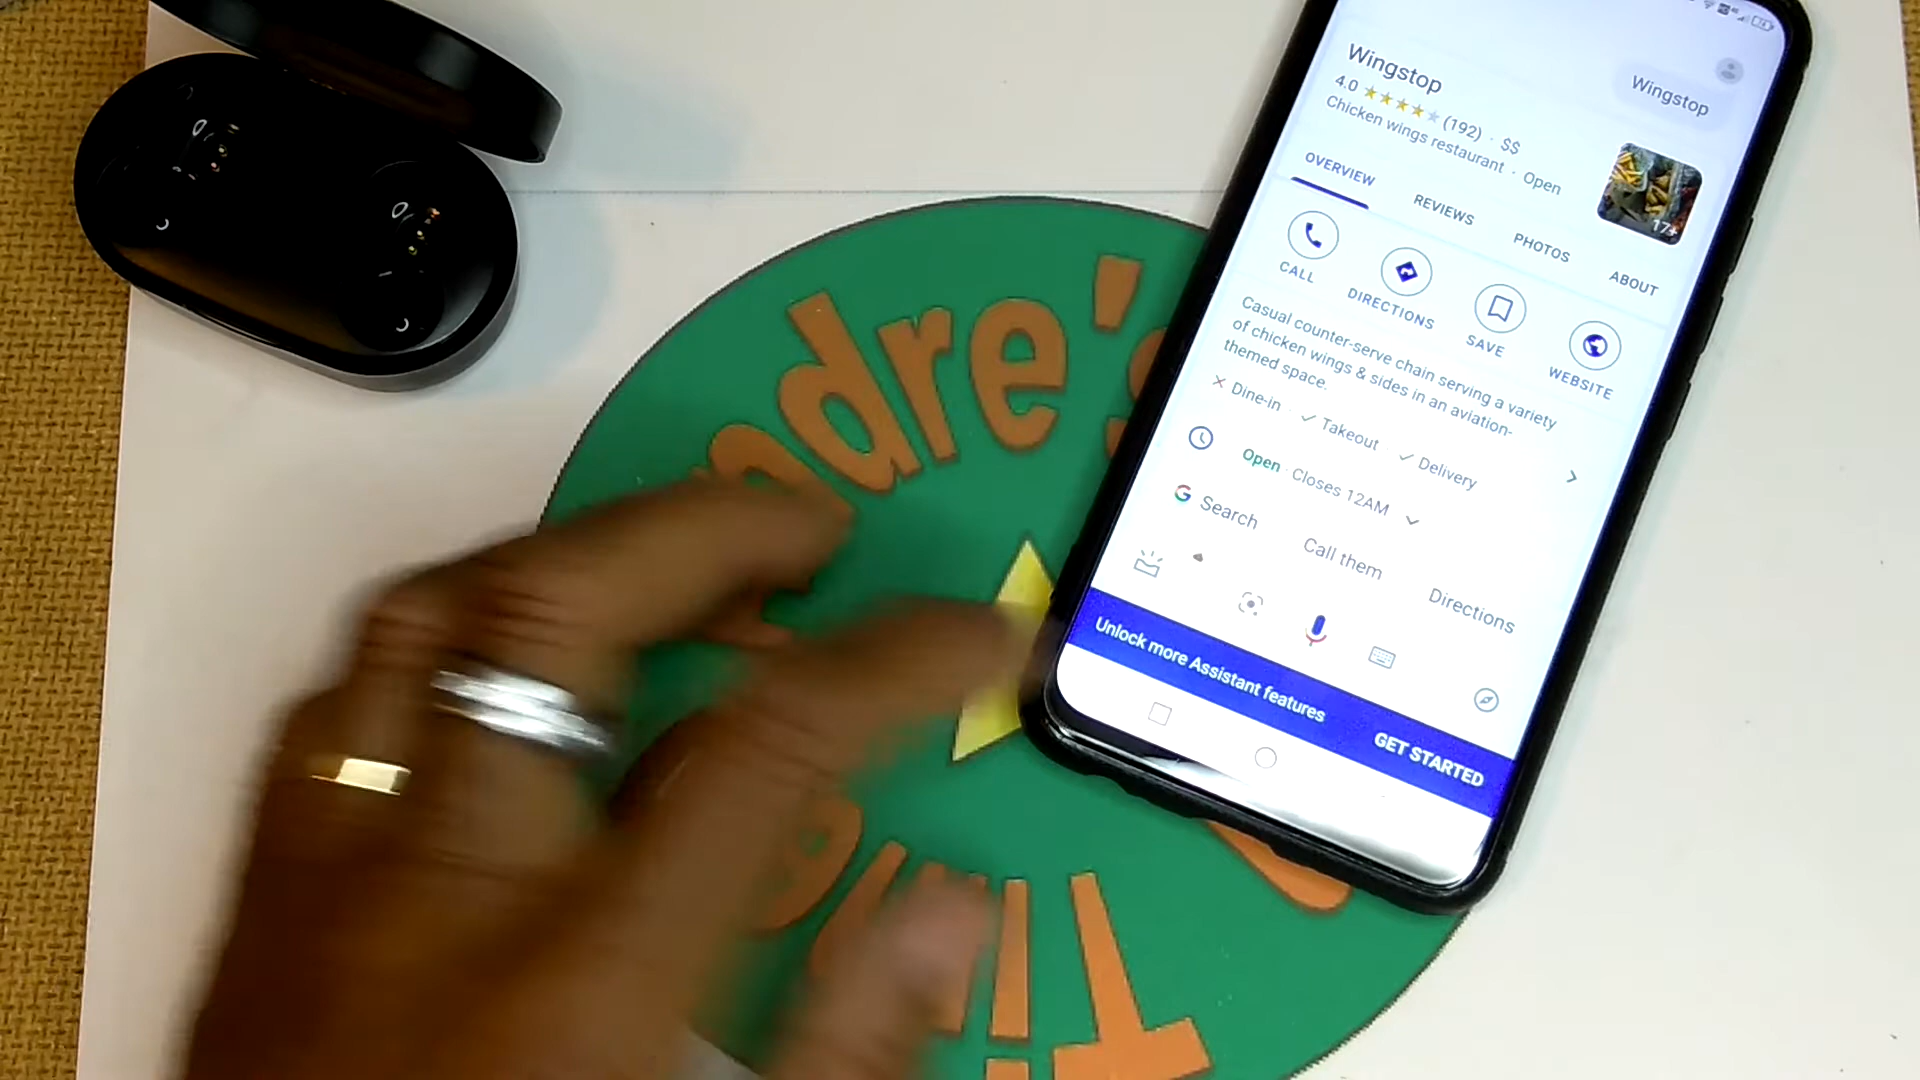 Wingstop
Wingstop
4.0 (192) · $$
Chicken wings restaurant · Open
17+
OVERVIEW
REVIEWS
PHOTOS
ABOUT
CALL
DIRECTIONS
SAVE
WEBSITE
Casual counter-serve chain serving a variety
of chicken wings & sides in an aviation-
themed space.
Dine-in · Takeout · Delivery
Open · Closes 12AM
G Search
Call them
Directions
Unlock more Assistant features
GET STARTED